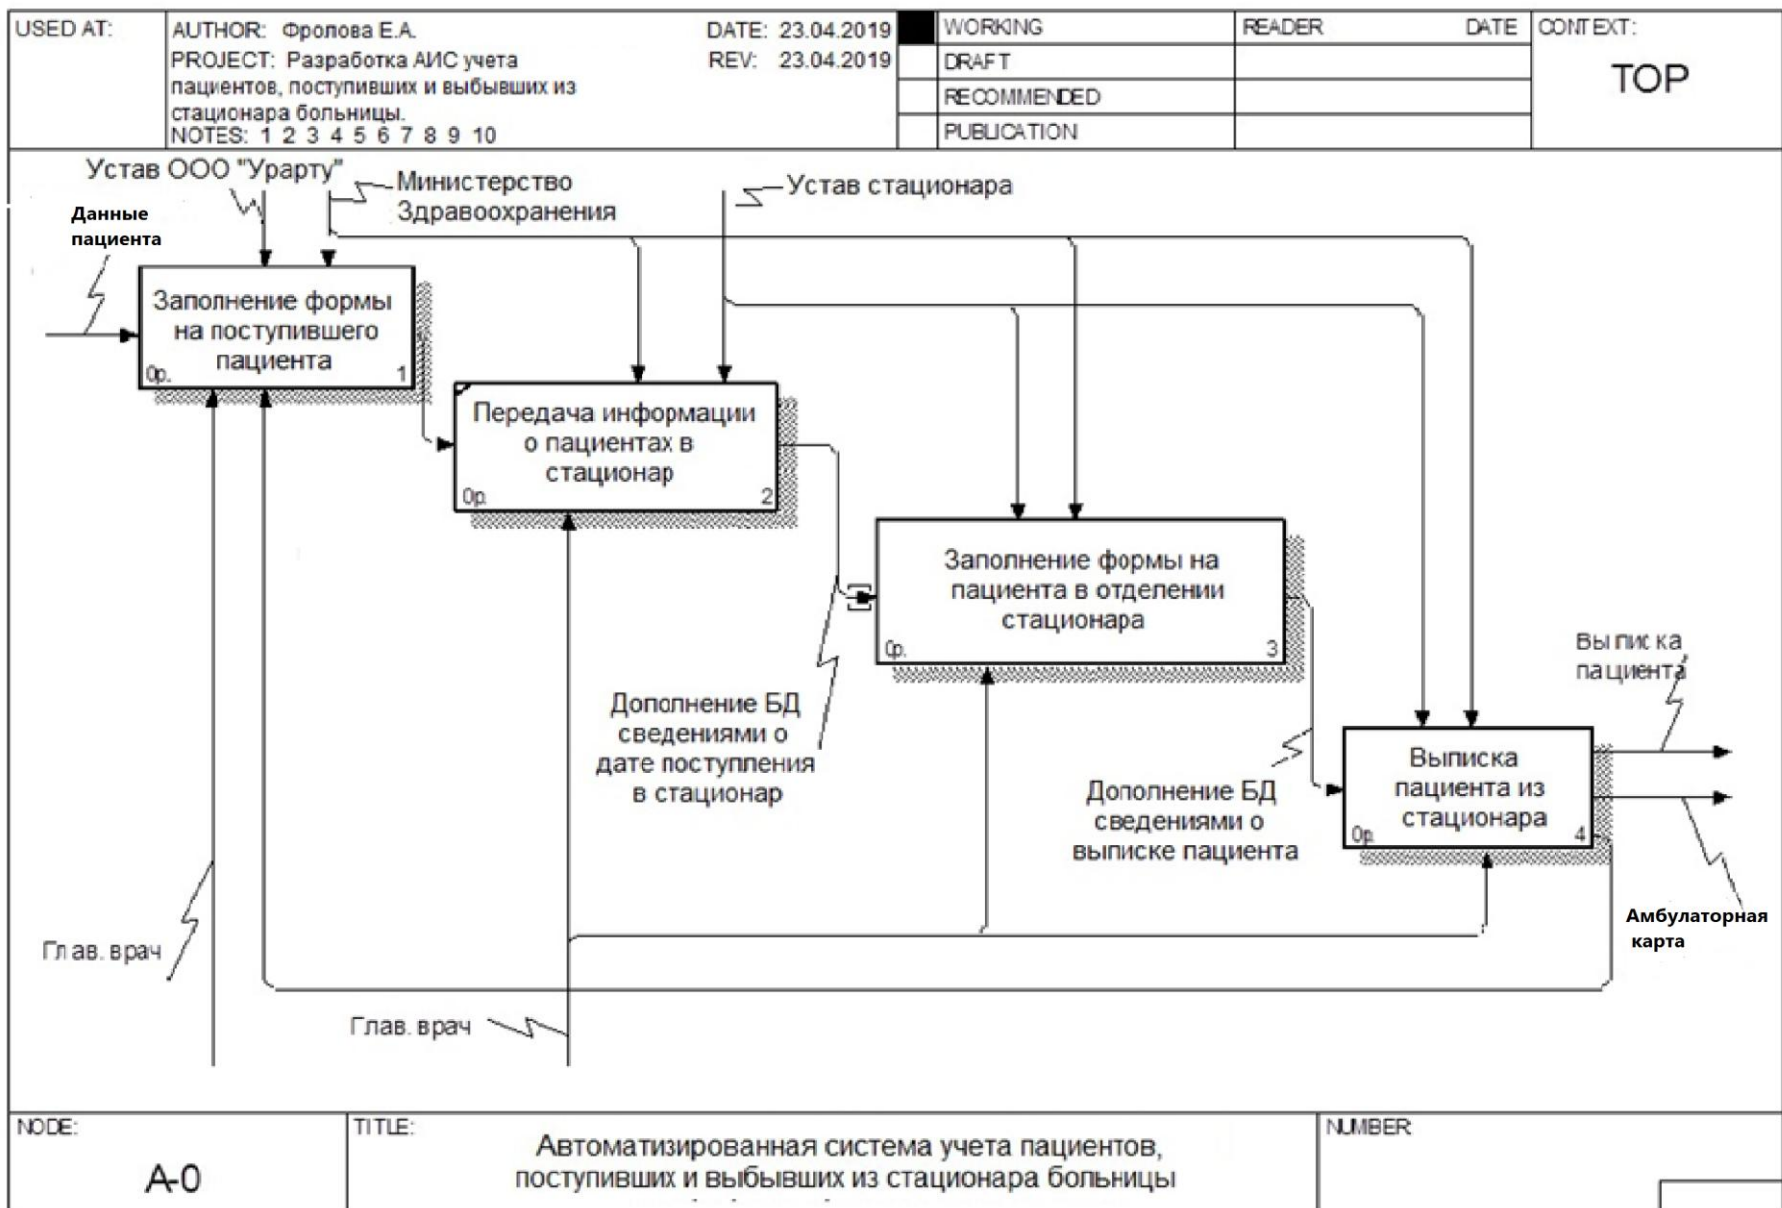 USED AT:
AUTHOR: Фролова Е.А.
DATE: 23.04.2019
PROJECT: Разработка АИС учета
REV: 23.04.2019
пациентов, поступивших и выбывших из
стационара больницы.
NOTES: 1 2 3 4 5 6 7 8 9 10
WORKING
DRAFT
RECOMMENDED
PUBLICATION
READER
DATE
CONTEXT:
TOP
Устав ООО "Урарту"
Министерство
Здравоохранения
Устав стационара
Данные
пациента
Заполнение формы
на поступившего
пациента
0р.
1
Передача информации
о пациентах в
стационар
0р.
2
Заполнение формы на
пациента в отделении
стационара
0р.
3
Дополнение БД
сведениями о
дате поступления
в стационар
Выписка
пациента
Выписка
пациента из
стационара
0р.
4
Дополнение БД
сведениями о
выписке пациента
Амбулаторная
карта
Глав. врач
Глав. врач
NODE:
A-0
TITLE:
Автоматизированная система учета пациентов,
поступивших и выбывших из стационара больницы
NUMBER